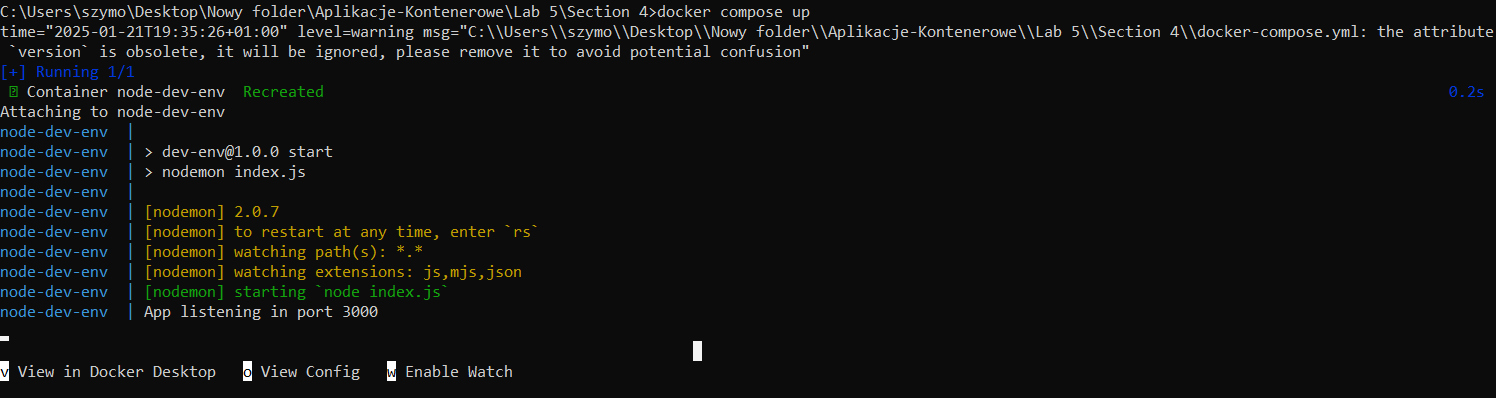 C:\Users\szymo\Desktop\Nowy folder\Aplikacje-Kontenerowe\Lab 5\Section 4>docker compose up
time="2025-01-21T19:35:26+01:00" level=warning msg="C:\\Users\\szymo\\Desktop\\Nowy folder\\Aplikacje-Kontenerowe\\Lab 5\\Section 4\\docker-compose.yml: the attribute
 `version` is obsolete, it will be ignored, please remove it to avoid potential confusion"
[+] Running 1/1
Container node-dev-env  Recreated 0.2s
Attaching to node-dev-env
node-dev-env  |
node-dev-env  | > dev-env@1.0.0 start
node-dev-env  | > nodemon index.js
node-dev-env  |
node-dev-env  | [nodemon] 2.0.7
node-dev-env  | [nodemon] to restart at any time, enter `rs`
node-dev-env  | [nodemon] watching path(s): *.*
node-dev-env  | [nodemon] watching extensions: js,mjs,json
node-dev-env  | [nodemon] starting `node index.js`
node-dev-env  | App listening in port 3000
v View in Docker Desktop   o View Config   w Enable Watch